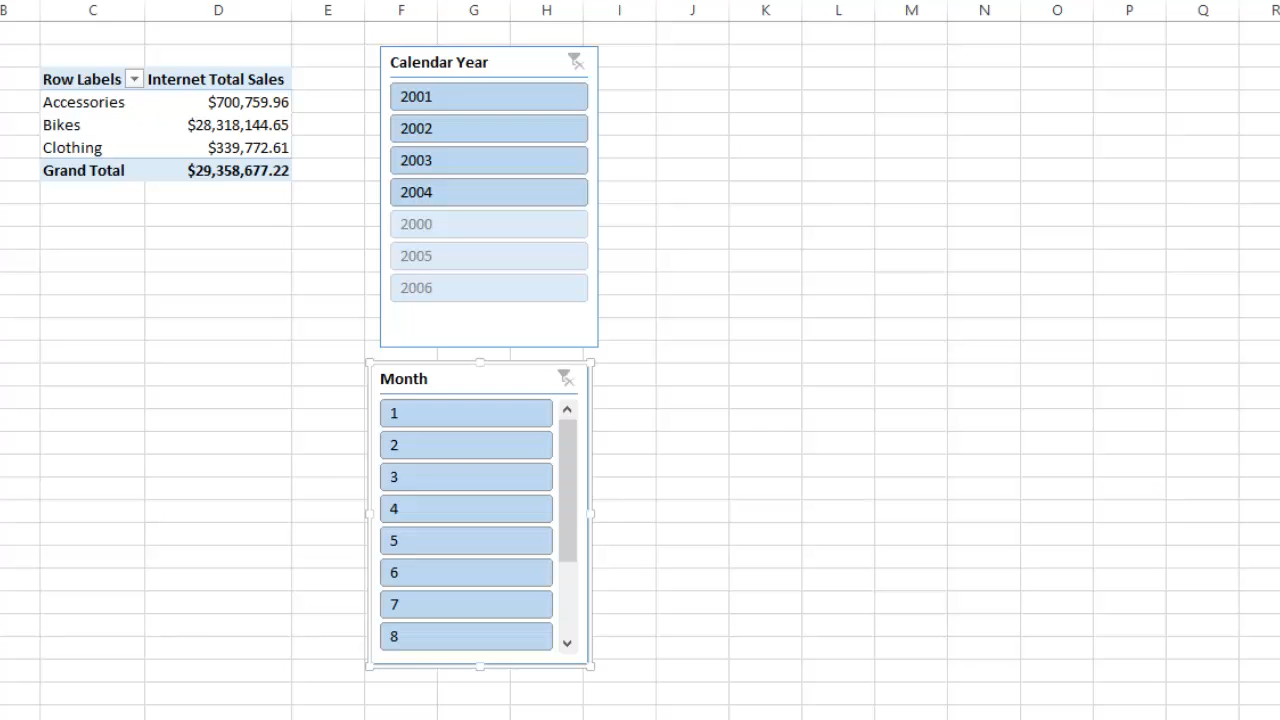 B C D E F G H I J K L M N O P Q R
Row Labels Internet Total Sales
Accessories $700,759.96
Bikes $28,318,144.65
Clothing $339,772.61
Grand Total $29,358,677.22
Calendar Year
2001
2002
2003
2004
2000
2005
2006
Month
1
2
3
4
5
6
7
8